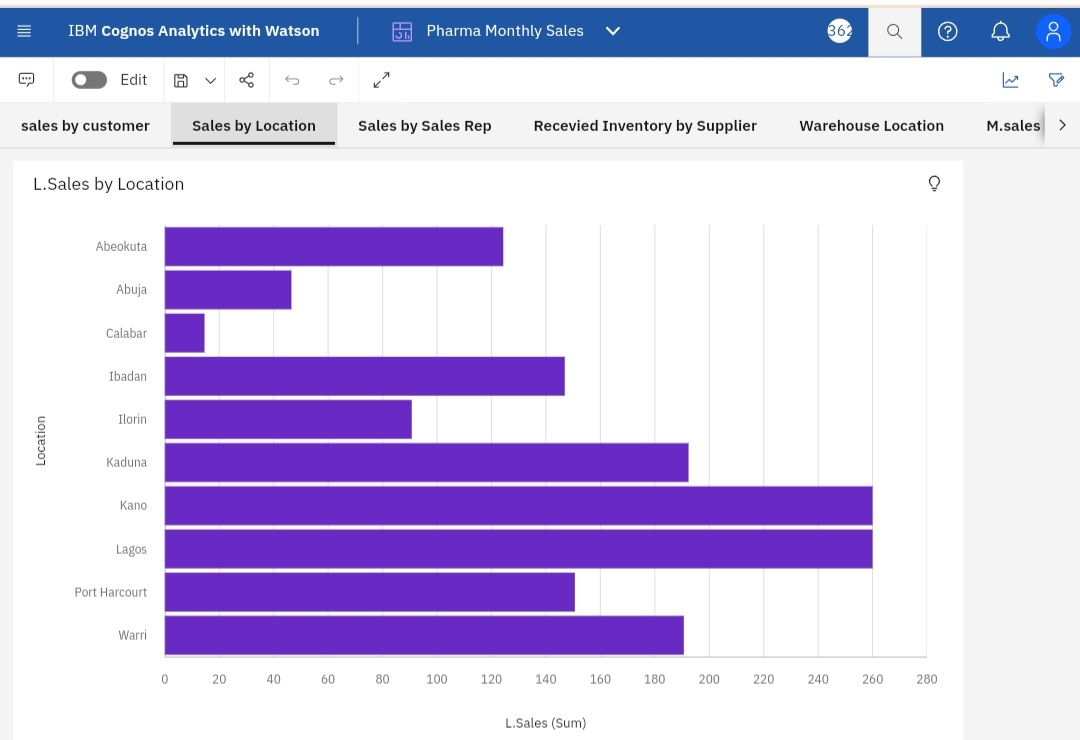 IBM Cognos Analytics with Watson
Pharma Monthly Sales
362
Edit
sales by customer
Sales by Location
Sales by Sales Rep
Recevied Inventory by Supplier
Warehouse Location
M.sales
L.Sales by Location
Location
Abeokuta
Abuja
Calabar
Ibadan
Ilorin
Kaduna
Kano
Lagos
Port Harcourt
Warri
0 20 40 60 80 100 120 140 160 180 200 220 240 260 280
L.Sales (Sum)